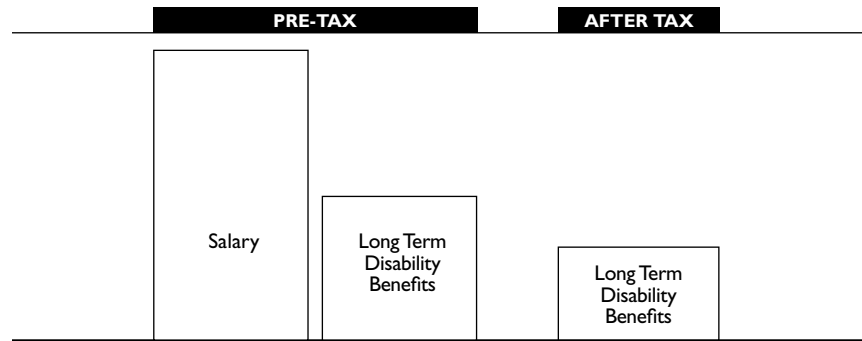 PRE-TAX
AFTER TAX
Salary
Long Term
Disability
Benefits
Long Term
Disability
Benefits